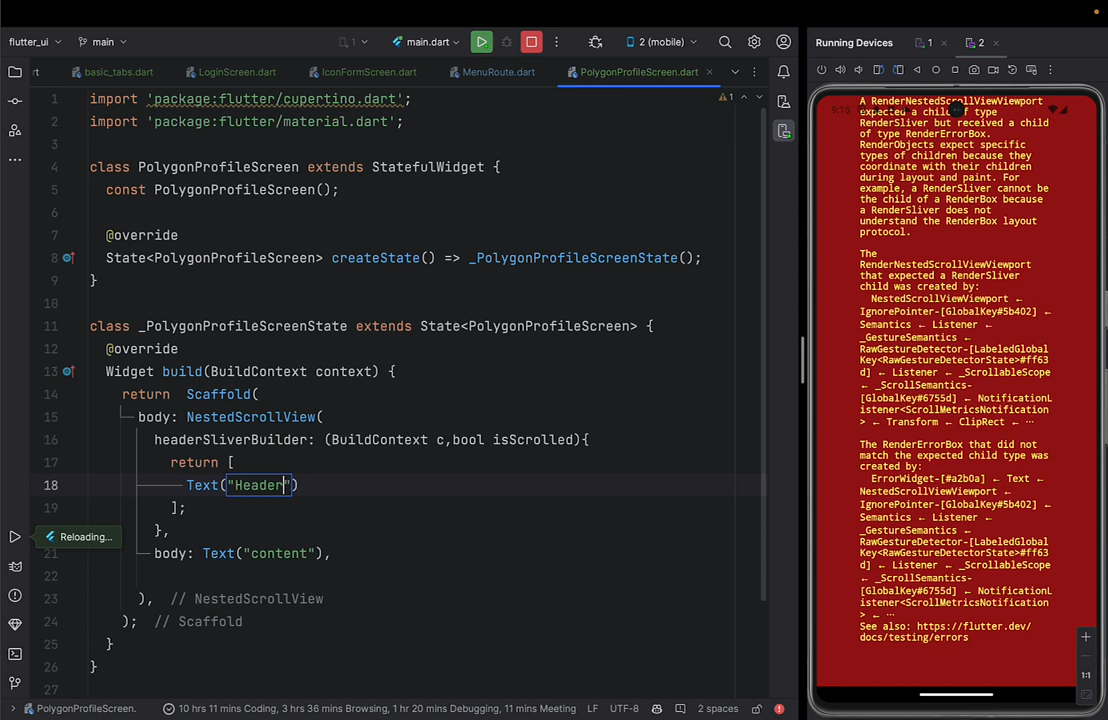 flutter_ui
main
1
main.dart
2 (mobile)
Running Devices
1
2
rt
basic_tabs.dart
LoginScreen.dart
IconFormScreen.dart
MenuRoute.dart
PolygonProfileScreen.dart
1 import 'package:flutter/cupertino.dart';
1
2 import 'package:flutter/material.dart';
3
4 class PolygonProfileScreen extends StatefulWidget {
5 const PolygonProfileScreen();
6
7 @override
8 State<PolygonProfileScreen> createState() => _PolygonProfileScreenState();
9 }
10
11 class _PolygonProfileScreenState extends State<PolygonProfileScreen> {
12 @override
13 Widget build(BuildContext context) {
14 return Scaffold(
15 body: NestedScrollView(
16 headerSliverBuilder: (BuildContext c,bool isScrolled){
17 return [
18 Text("Header")
19 ];
},
Reloading...
21 body: Text("content"),
22
23 ), // NestedScrollView
24 ); // Scaffold
25 }
26 }
27
PolygonProfileScreen.
10 hrs 11 mins Coding, 3 hrs 36 mins Browsing, 1 hr 20 mins Debugging, 11 mins Meeting
LF
UTF-8
2 spaces
9:15
A RenderNestedScrollViewViewport
expected a child of type
RenderSliver but received a child
of type RenderErrorBox.
RenderObjects expect specific
types of children because they
coordinate with their children
during layout and paint. For
example, a RenderSliver cannot be
the child of a RenderBox because
a RenderSliver does not
understand the RenderBox layout
protocol.
The
RenderNestedScrollViewViewport
that expected a RenderSliver
child was created by:
NestedScrollViewViewport ←
IgnorePointer-[GlobalKey#5b402] ←
Semantics ← Listener ←
_GestureSemantics ←
RawGestureDetector-[LabeledGlobal
Key<RawGestureDetectorState>#ff63
d] ← Listener ← _ScrollableScope
← _ScrollSemantics-
[GlobalKey#6755d] ← NotificationL
istener<ScrollMetricsNotification
> ← Transform ← ClipRect ← ⋯
The RenderErrorBox that did not
match the expected child type was
created by:
ErrorWidget-[#a2b0a] ← Text ←
NestedScrollViewViewport ←
IgnorePointer-[GlobalKey#5b402] ←
Semantics ← Listener ←
_GestureSemantics ←
RawGestureDetector-[LabeledGlobal
Key<RawGestureDetectorState>#ff63
d] ← Listener ← _ScrollableScope
← _ScrollSemantics-
[GlobalKey#6755d] ← NotificationL
istener<ScrollMetricsNotification
> ← ⋯
See also: https://flutter.dev/
docs/testing/errors
1:1